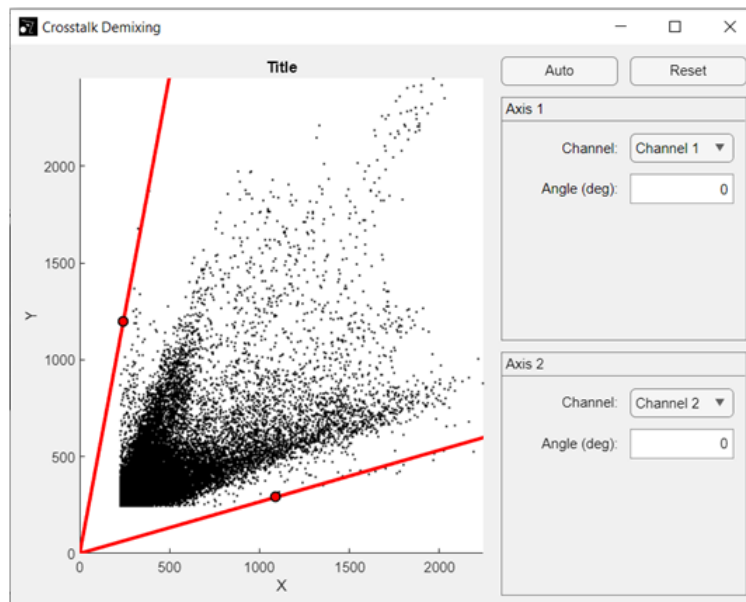 Crosstalk Demixing
Title
2000
1500
1000
500
0
Y
0
500
1000
1500
2000
X
Auto
Reset
Axis 1
Channel:
Channel 1
Angle (deg):
0
Axis 2
Channel:
Channel 2
Angle (deg):
0